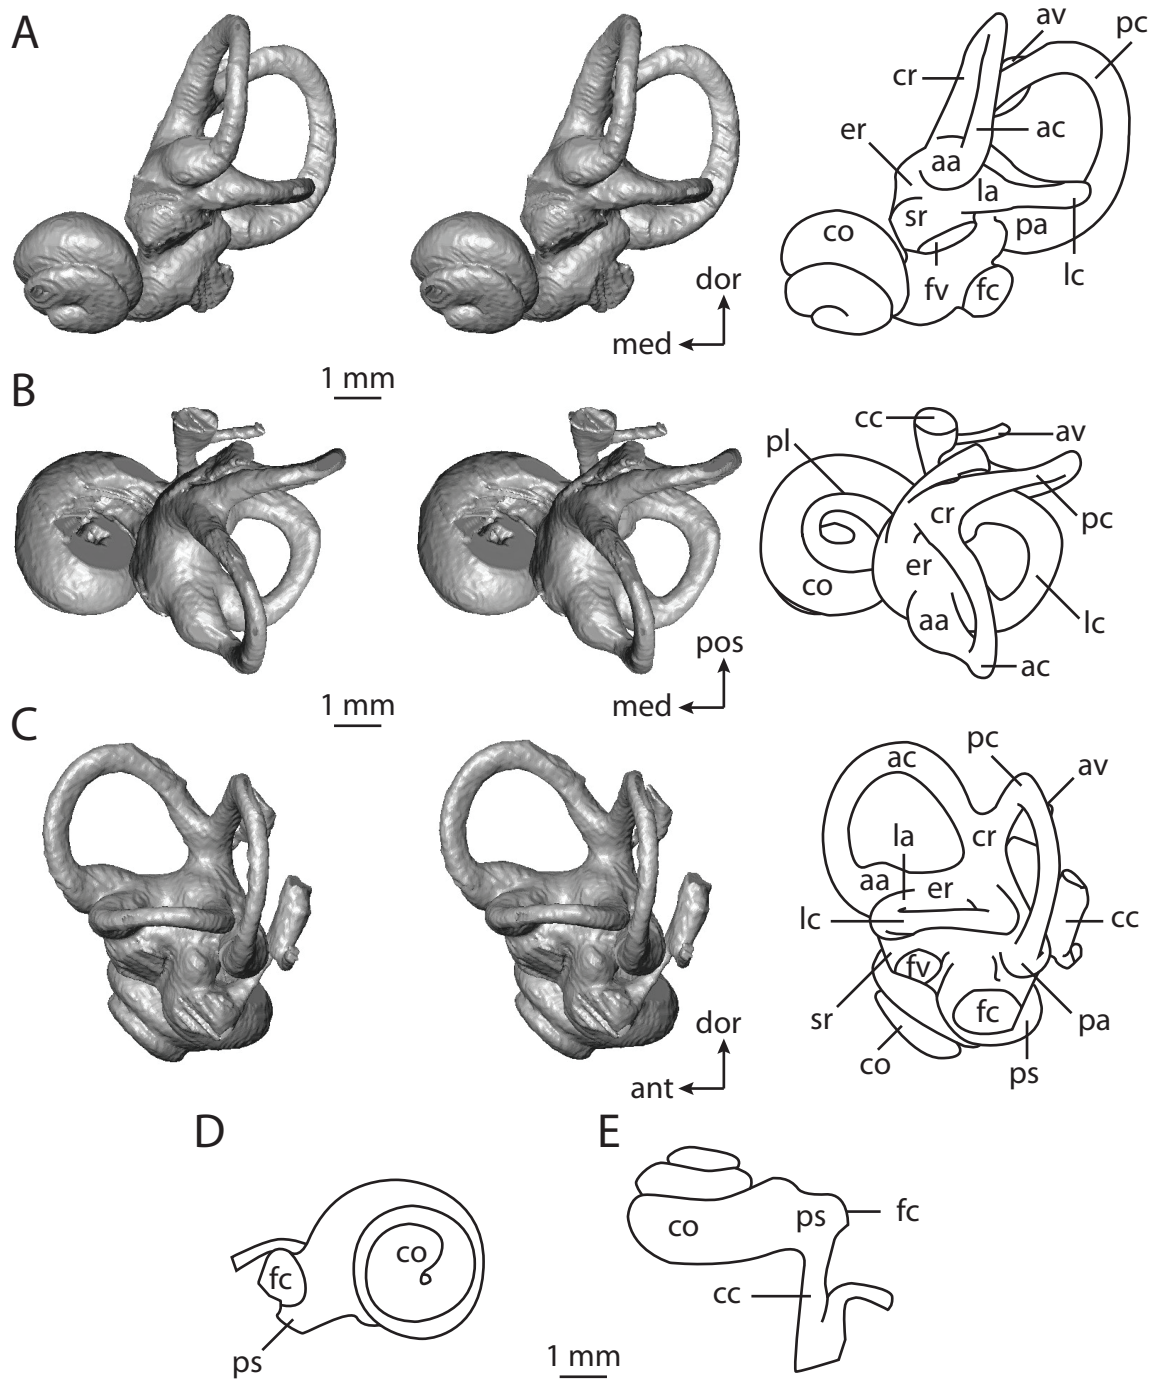 A
av
pc
cr
er
ac
aa
la
sr
co
pa
fv
fc
lc
dor
med
1 mm
B
cc
av
pl
pc
cr
er
co
aa
lc
ac
pos
med
1 mm
C
pc
ac
av
la
cr
aa
er
lc
cc
fv
fc
sr
pa
co
ps
dor
ant
D
E
co
fc
ps
co
ps
fc
cc
1 mm